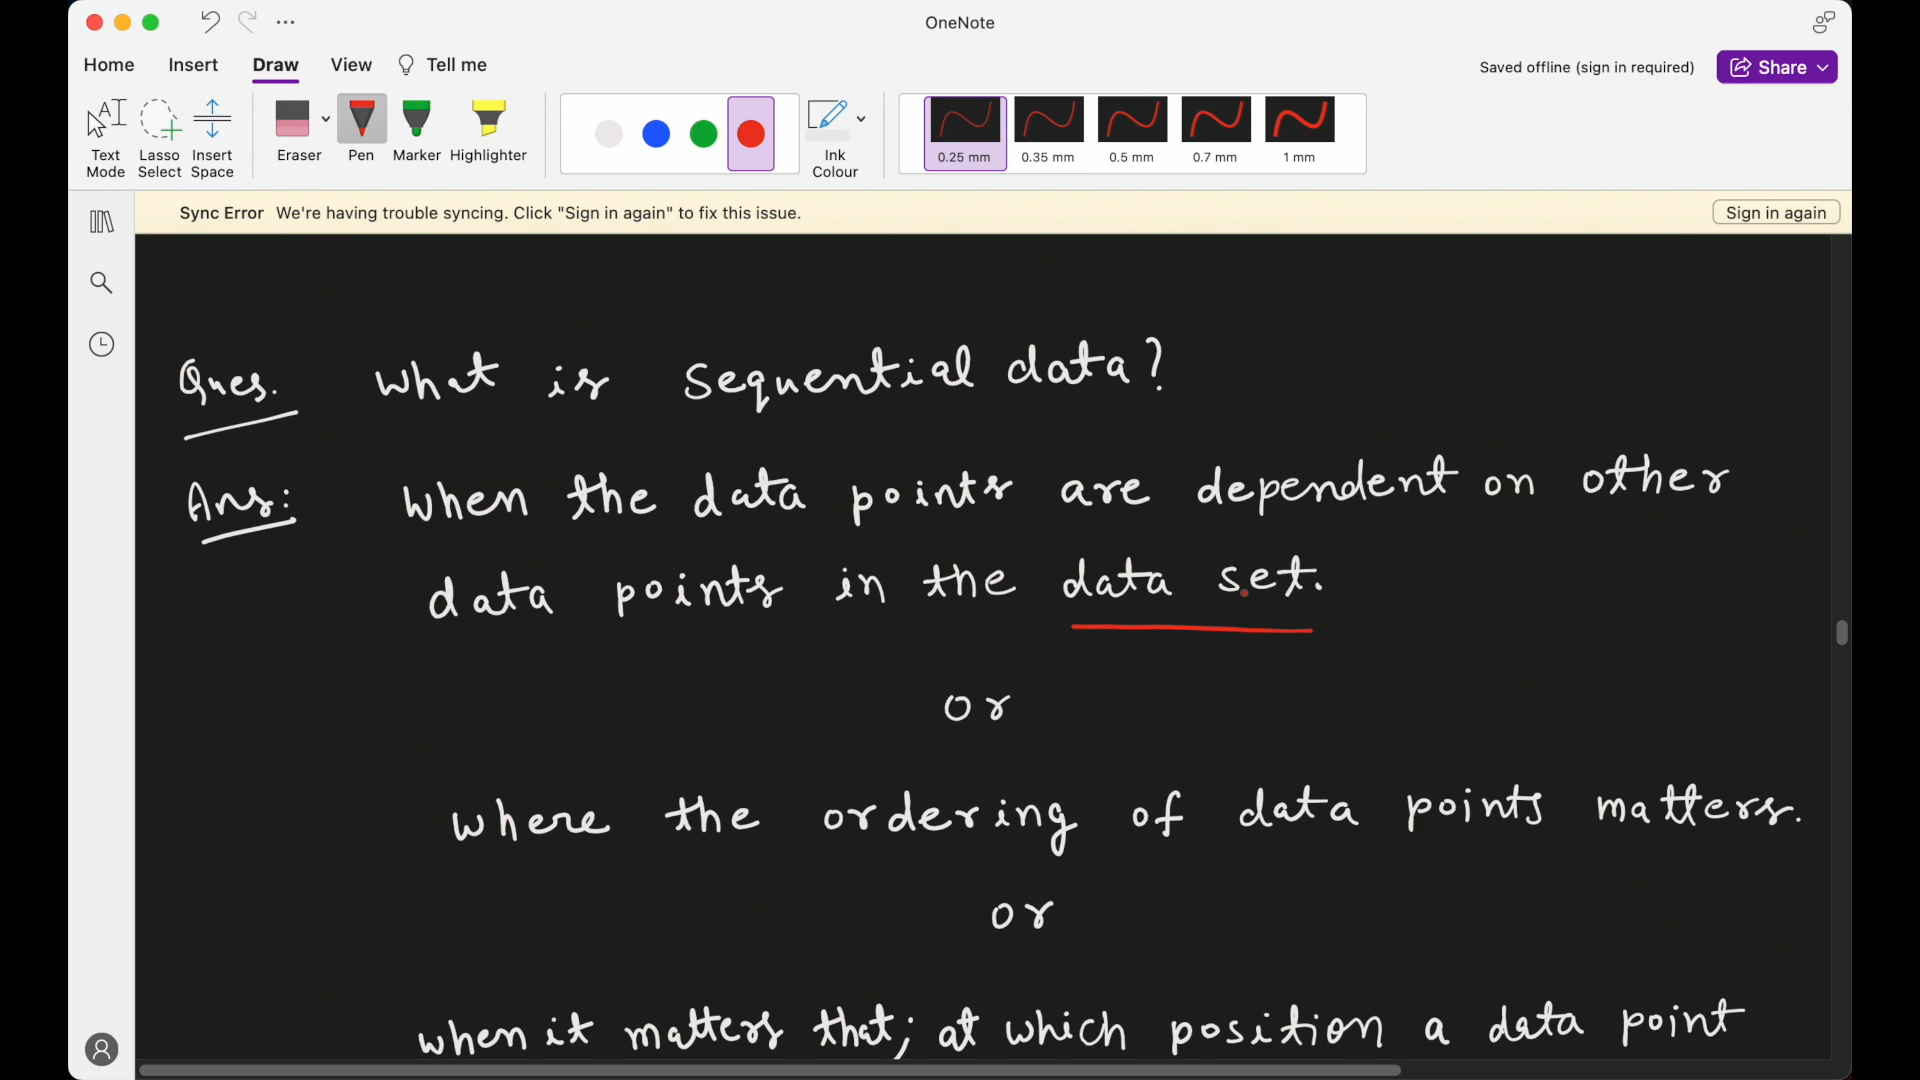 OneNote
Home Insert Draw View Tell me
Saved offline (sign in required) Share
Text Mode
Lasso Select
Insert Space
Eraser
Pen
Marker
Highlighter
Ink Colour
0.25 mm 0.35 mm 0.5 mm 0.7 mm 1 mm
Sync Error We're having trouble syncing. Click "Sign in again" to fix this issue. Sign in again
Ques. What is Sequential data?
Ans: When the data points are dependent on other
data points in the data set.
or
where the ordering of data points matters.
or
when it matters that; at which position a data point